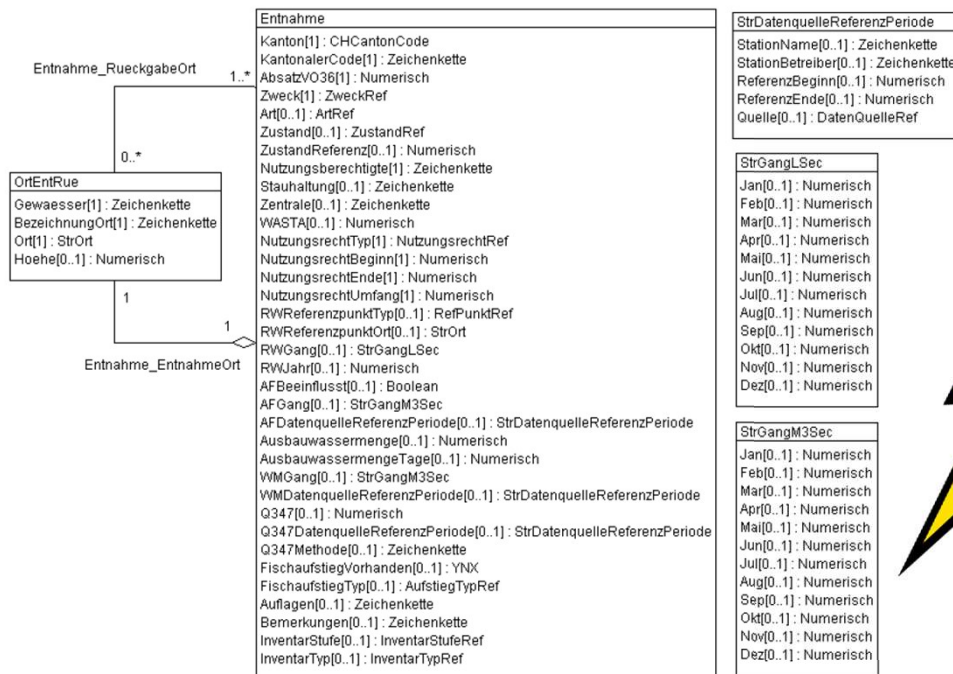 Entnahme_RueckgabeOrt
1..*
0..*
OrtEntRue
Gewaesser[1] : Zeichenkette
BezeichnungOrt[1] : Zeichenkette
Ort[1] : StrOrt
Hoehe[0..1] : Numerisch
1
1
Entnahme_EntnahmeOrt
Entnahme
Kanton[1] : CHCantonCode
KantonalerCode[1] : Zeichenkette
AbsatzVO36[1] : Numerisch
Zweck[1] : ZweckRef
Art[0..1] : ArtRef
Zustand[0..1] : ZustandRef
ZustandReferenz[0..1] : Numerisch
Nutzungsberechtigte[1] : Zeichenkette
Stauhaltung[0..1] : Zeichenkette
Zentrale[0..1] : Zeichenkette
WASTA[0..1] : Numerisch
NutzungsrechtTyp[1] : NutzungsrechtRef
NutzungsrechtBeginn[1] : Numerisch
NutzungsrechtEnde[1] : Numerisch
NutzungsrechtUmfang[1] : Numerisch
RWReferenzpunktTyp[0..1] : RefPunktRef
RWReferenzpunktOrt[0..1] : StrOrt
RWGang[0..1] : StrGangLSec
RWJahr[0..1] : Numerisch
AFBeeinflusst[0..1] : Boolean
AFGang[0..1] : StrGangM3Sec
AFDatenquelleReferenzPeriode[0..1] : StrDatenquelleReferenzPeriode
Ausbauwassermenge[0..1] : Numerisch
AusbauwassermengeTage[0..1] : Numerisch
WMGang[0..1] : StrGangM3Sec
WMDatenquelleReferenzPeriode[0..1] : StrDatenquelleReferenzPeriode
Q347[0..1] : Numerisch
Q347DatenquelleReferenzPeriode[0..1] : StrDatenquelleReferenzPeriode
Q347Methode[0..1] : Zeichenkette
FischaufstiegVorhanden[0..1] : YNX
FischaufstiegTyp[0..1] : AufstiegTypRef
Auflagen[0..1] : Zeichenkette
Bemerkungen[0..1] : Zeichenkette
InventarStufe[0..1] : InventarStufeRef
InventarTyp[0..1] : InventarTypRef
StrDatenquelleReferenzPeriode
StationName[0..1] : Zeichenkette
StationBetreiber[0..1] : Zeichenkette
ReferenzBeginn[0..1] : Numerisch
ReferenzEnde[0..1] : Numerisch
Quelle[0..1] : DatenQuelleRef
StrGangLSec
Jan[0..1] : Numerisch
Feb[0..1] : Numerisch
Mar[0..1] : Numerisch
Apr[0..1] : Numerisch
Mai[0..1] : Numerisch
Jun[0..1] : Numerisch
Jul[0..1] : Numerisch
Aug[0..1] : Numerisch
Sep[0..1] : Numerisch
Okt[0..1] : Numerisch
Nov[0..1] : Numerisch
Dez[0..1] : Numerisch
StrGangM3Sec
Jan[0..1] : Numerisch
Feb[0..1] : Numerisch
Mar[0..1] : Numerisch
Apr[0..1] : Numerisch
Mai[0..1] : Numerisch
Jun[0..1] : Numerisch
Jul[0..1] : Numerisch
Aug[0..1] : Numerisch
Sep[0..1] : Numerisch
Okt[0..1] : Numerisch
Nov[0..1] : Numerisch
Dez[0..1] : Numerisch